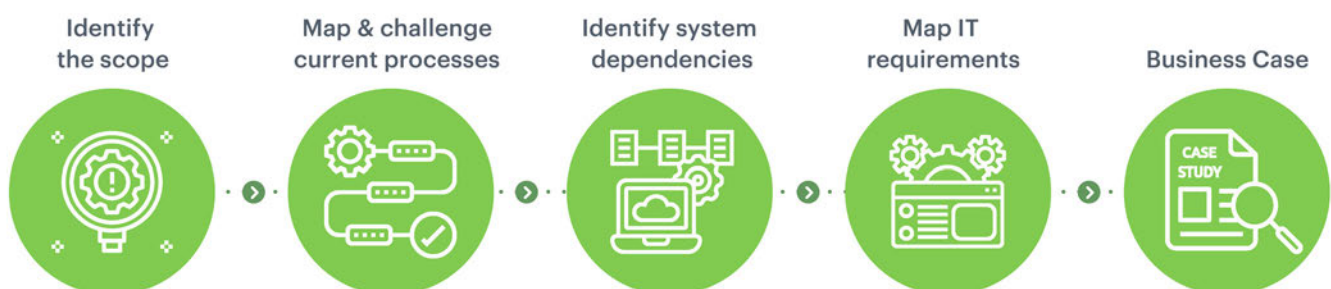 Identify
the scope
Map & challenge
current processes
Identify system
dependencies
Map IT
requirements
Business Case
CASE
STUDY